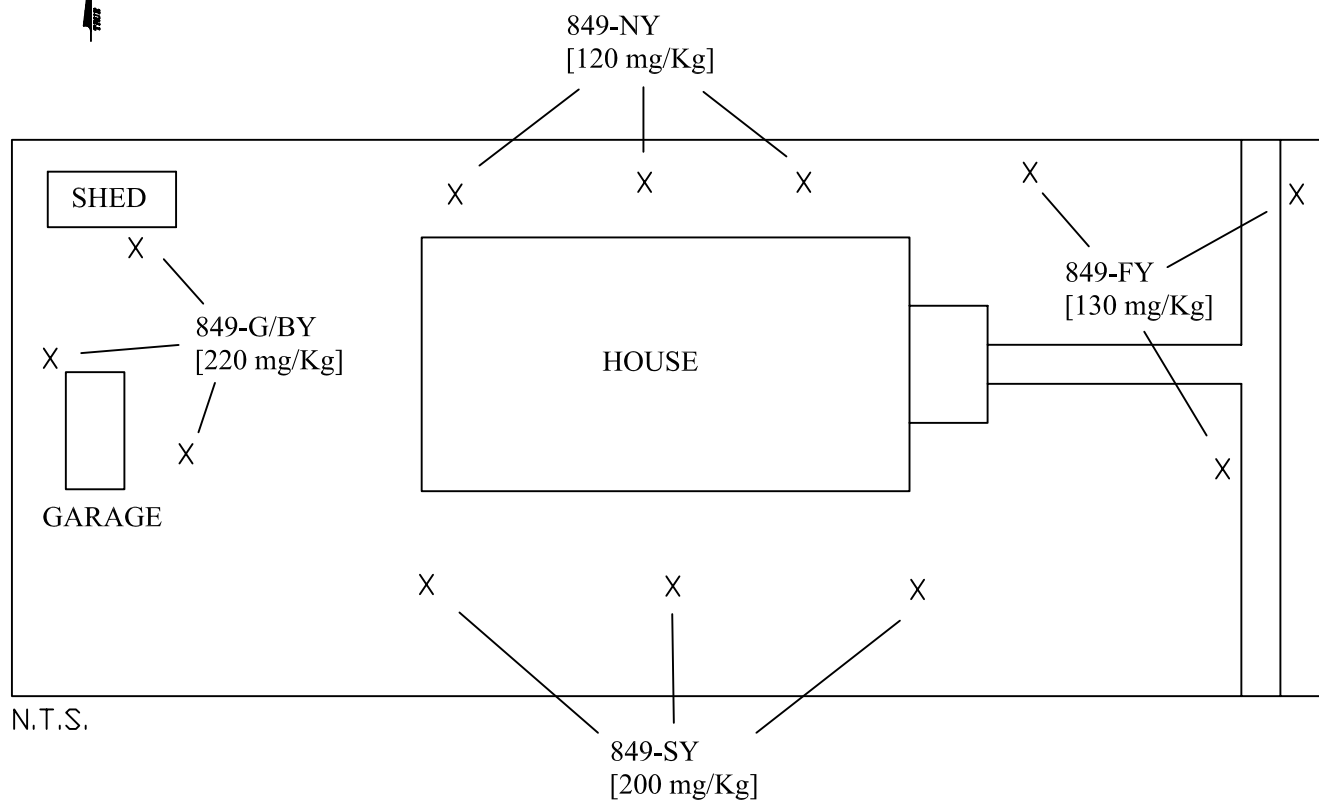 849-NY
[120 mg/Kg]
SHED
X
X
X
X
X
X
849-FY
[130 mg/Kg]
849-G/BY
[220 mg/Kg]
X
HOUSE
X
X
GARAGE
X
X
X
N.T.S.
849-SY
[200 mg/Kg]